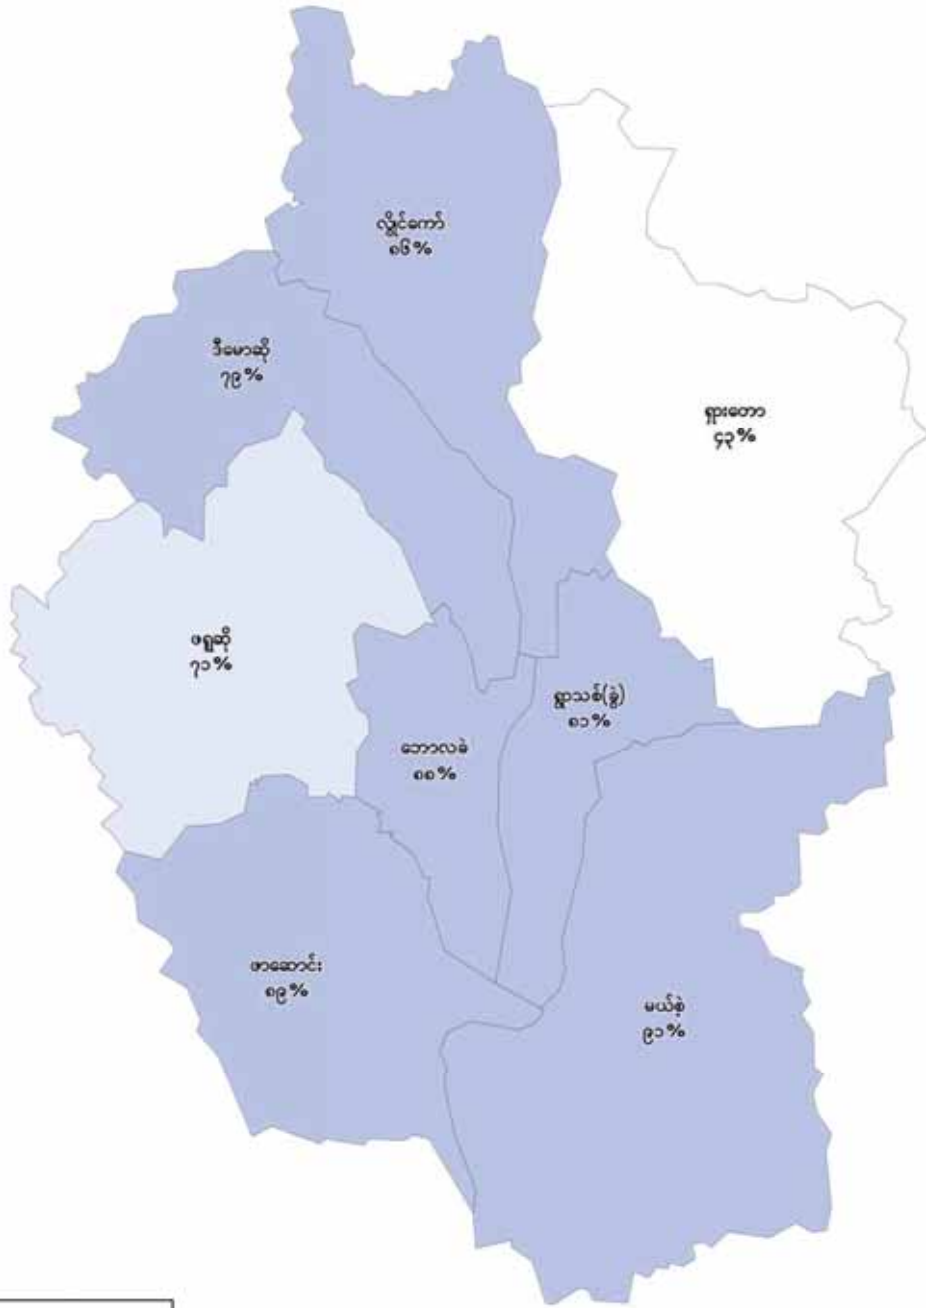 လွိုင်ကော်
၈၆%
ဒီမောဆို
၇၉%
ရှားတော
၄၃%
ဖရူဆို
၇၁%
ရွာသစ်(ခွဲ)
၈၁%
ဘောလခဲ
၈၈%
ဖာဆောင်း
၈၉%
မယ်စဲ့
၉၁%